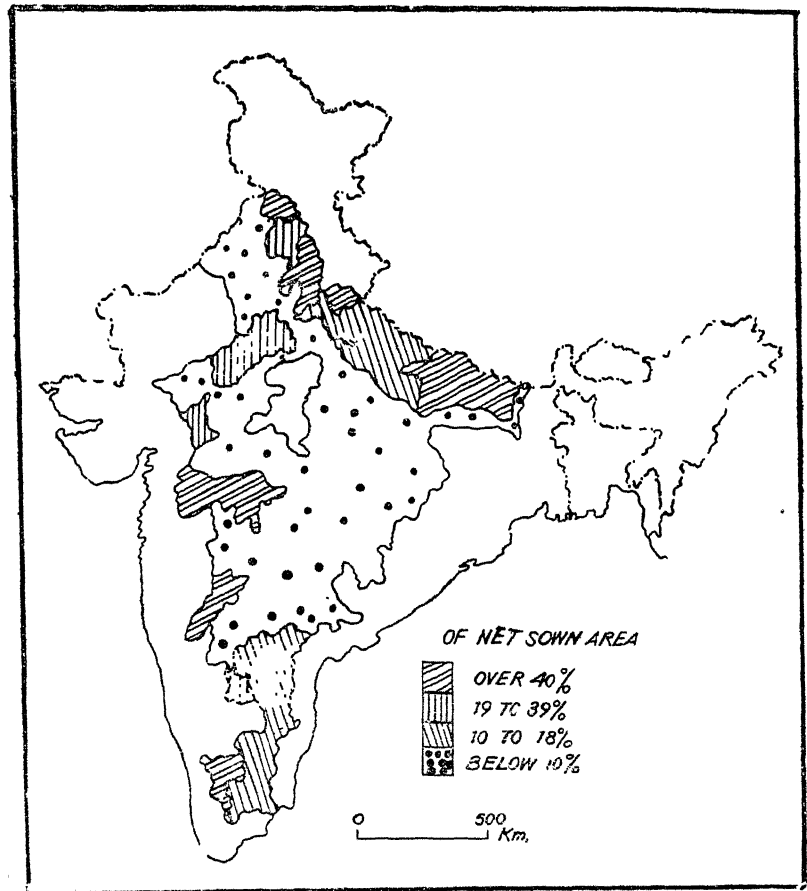 OF NET SOWN AREA
OVER 40%
19 TO 39%
10 TO 18%
BELOW 10%
0 500
Km.